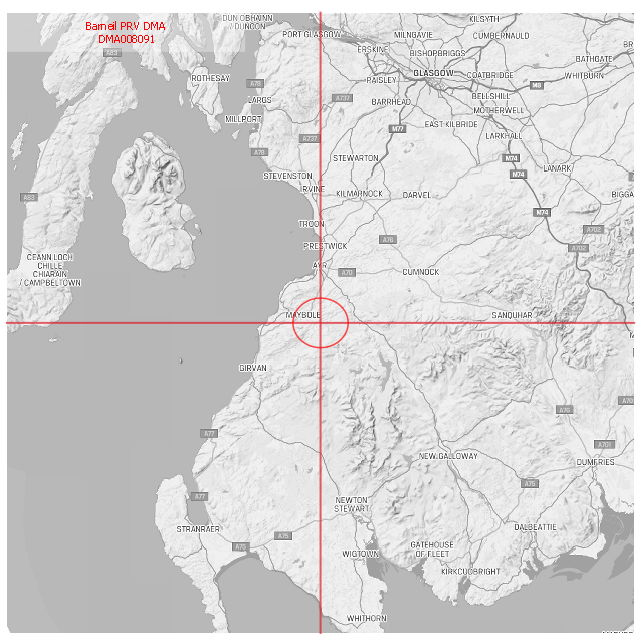 DUN OBHAINN
/ DUNOON
KILSYTH
Barneil PRV DMA
DMA008091
PORT GLASGOW
MILNGAVIE
CUMBERNAULD
A83
ERSKINE
BISHOPBRIGGS
BR
BATHGATE
ROTHESAY
PAISLEY
GLASGOW
COATBRIDGE
WHITBURN
A78
M8
LARGS
A737
BARRHEAD
BELLSHILL
MOTHERWELL
MILLPORT
M77
EAST KILBRIDE
A737
LARKHALL
A78
STEWARTON
M74
LANARK
STEVENSTON
M74
IRVINE
KILMARNOCK
DARVEL
BIGGA
A83
M74
TROON
A702
PRESTWICK
A76
A702
CEANN LOCH
CHILLE
CHIARAIN
/ CAMPBELTOWN
AYR
A70
CUMNOCK
MAYBOLE
SANQUHAR
GIRVAN
A76
A77
A701
NEW GALLOWAY
DUMFRIES
A75
A77
NEWTON
STEWART
STRANRAER
DALBEATTIE
A75
A75
WIGTOWN
GATEHOUSE
OF FLEET
KIRKCUDBRIGHT
WHITHORN